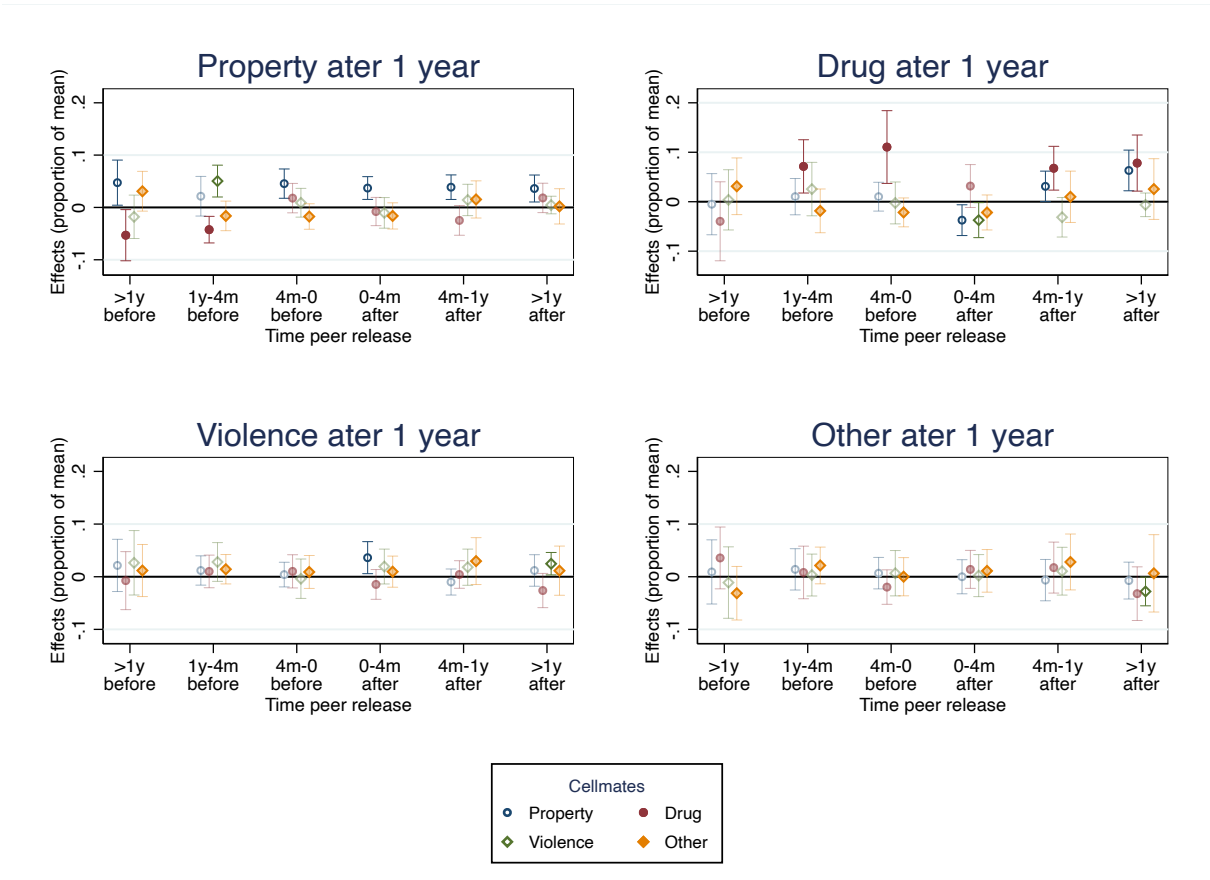 Property ater 1 year
Effects (proportion of mean)
.2
.1
0
-.1
>1y before
1y-4m before
4m-0 before
0-4m after
4m-1y after
>1y after
Time peer release
Drug ater 1 year
Effects (proportion of mean)
.2
.1
0
-.1
>1y before
1y-4m before
4m-0 before
0-4m after
4m-1y after
>1y after
Time peer release
Violence ater 1 year
Effects (proportion of mean)
.2
.1
0
-.1
>1y before
1y-4m before
4m-0 before
0-4m after
4m-1y after
>1y after
Time peer release
Other ater 1 year
Effects (proportion of mean)
.2
.1
0
-.1
>1y before
1y-4m before
4m-0 before
0-4m after
4m-1y after
>1y after
Time peer release
Cellmates
Property
Drug
Violence
Other